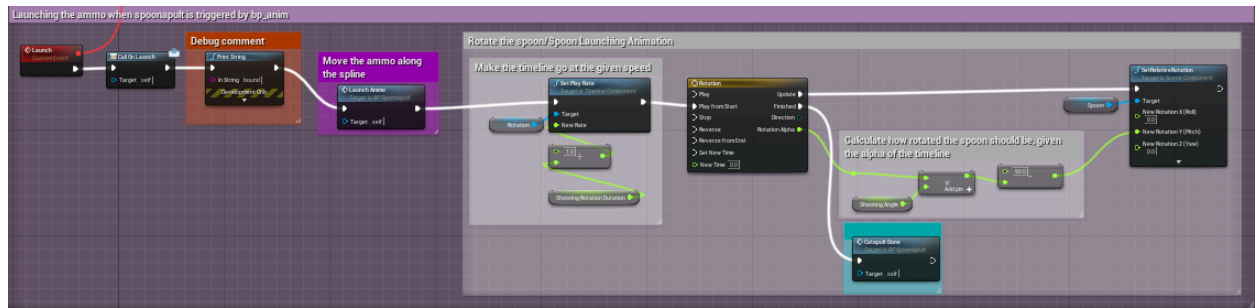 Launching the ammo when spoonapult is triggered by bp_anim
Launch
Custom Event
Call On Launch
Target self
Debug comment
Print String
In String bound
Development Only
Move the ammo along
the spline
Launch Ammo
Target is BP Spoonapult
Target self
Rotate the spoon/Spoon Launching Animation
Make the timeline go at the given speed
Set Play Rate
Target is Timeline Component
Target
New Rate
Rotation
1.0
÷
Shooting Rotation Duration
Rotation
Play
Update
Play from Start
Finished
Stop
Direction
Reverse
Rotation Alpha
Reverse from End
Set New Time
New Time 0.0
Calculate how rotated the spoon should be, given
the alpha of the timeline
Shooting Angle
Add pin +
90.0
Catapult Done
Target is BP Spoonapult
Target self
Spoon
SetRelativeRotation
Target is Scene Component
Target
New Rotation X (Roll)
0.0
New Rotation Y (Pitch)
New Rotation Z (Yaw)
0.0